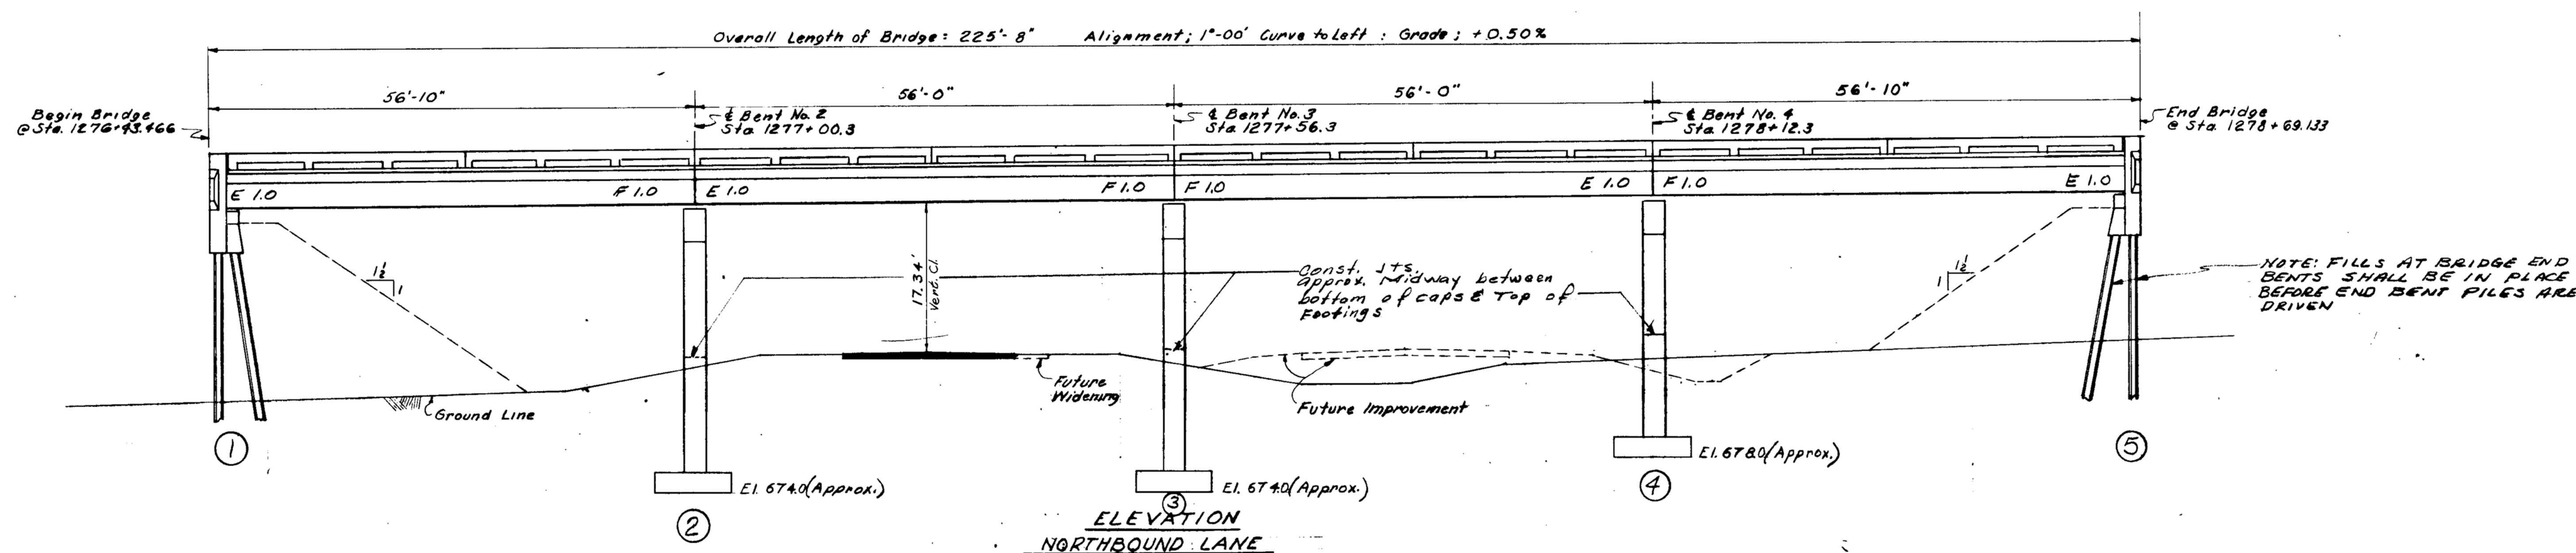 Overall Length of Bridge: 225'-8" Alignment; 1°-00' Curve to Left : Grade; +0.50%
56'-10" 56'-0" 56'-0" 56'-10"
Begin Bridge
@ Sta. 1276+43.466
℄ Bent No. 2
Sta 1277+00.3
℄ Bent No. 3
Sta. 1277+56.3
℄ Bent No. 4
Sta. 1278+12.3
End Bridge
@ Sta. 1278+69.133
E 1.0 F 1.0 E 1.0 F 1.0 F 1.0 E 1.0 F 1.0 E 1.0
1½
1
17.34'
Vert. Cl.
Const. Jts.
Approx. Midway between
bottom of caps & Top of
Footings
1½
1
NOTE: FILLS AT BRIDGE END
BENTS SHALL BE IN PLACE
BEFORE END BENT PILES ARE
DRIVEN
Ground Line
Future
Widening
Future Improvement
1
El. 674.0 (Approx.)
2
El. 674.0 (Approx.)
3
El. 678.0 (Approx.)
4
5
ELEVATION
NORTHBOUND LANE